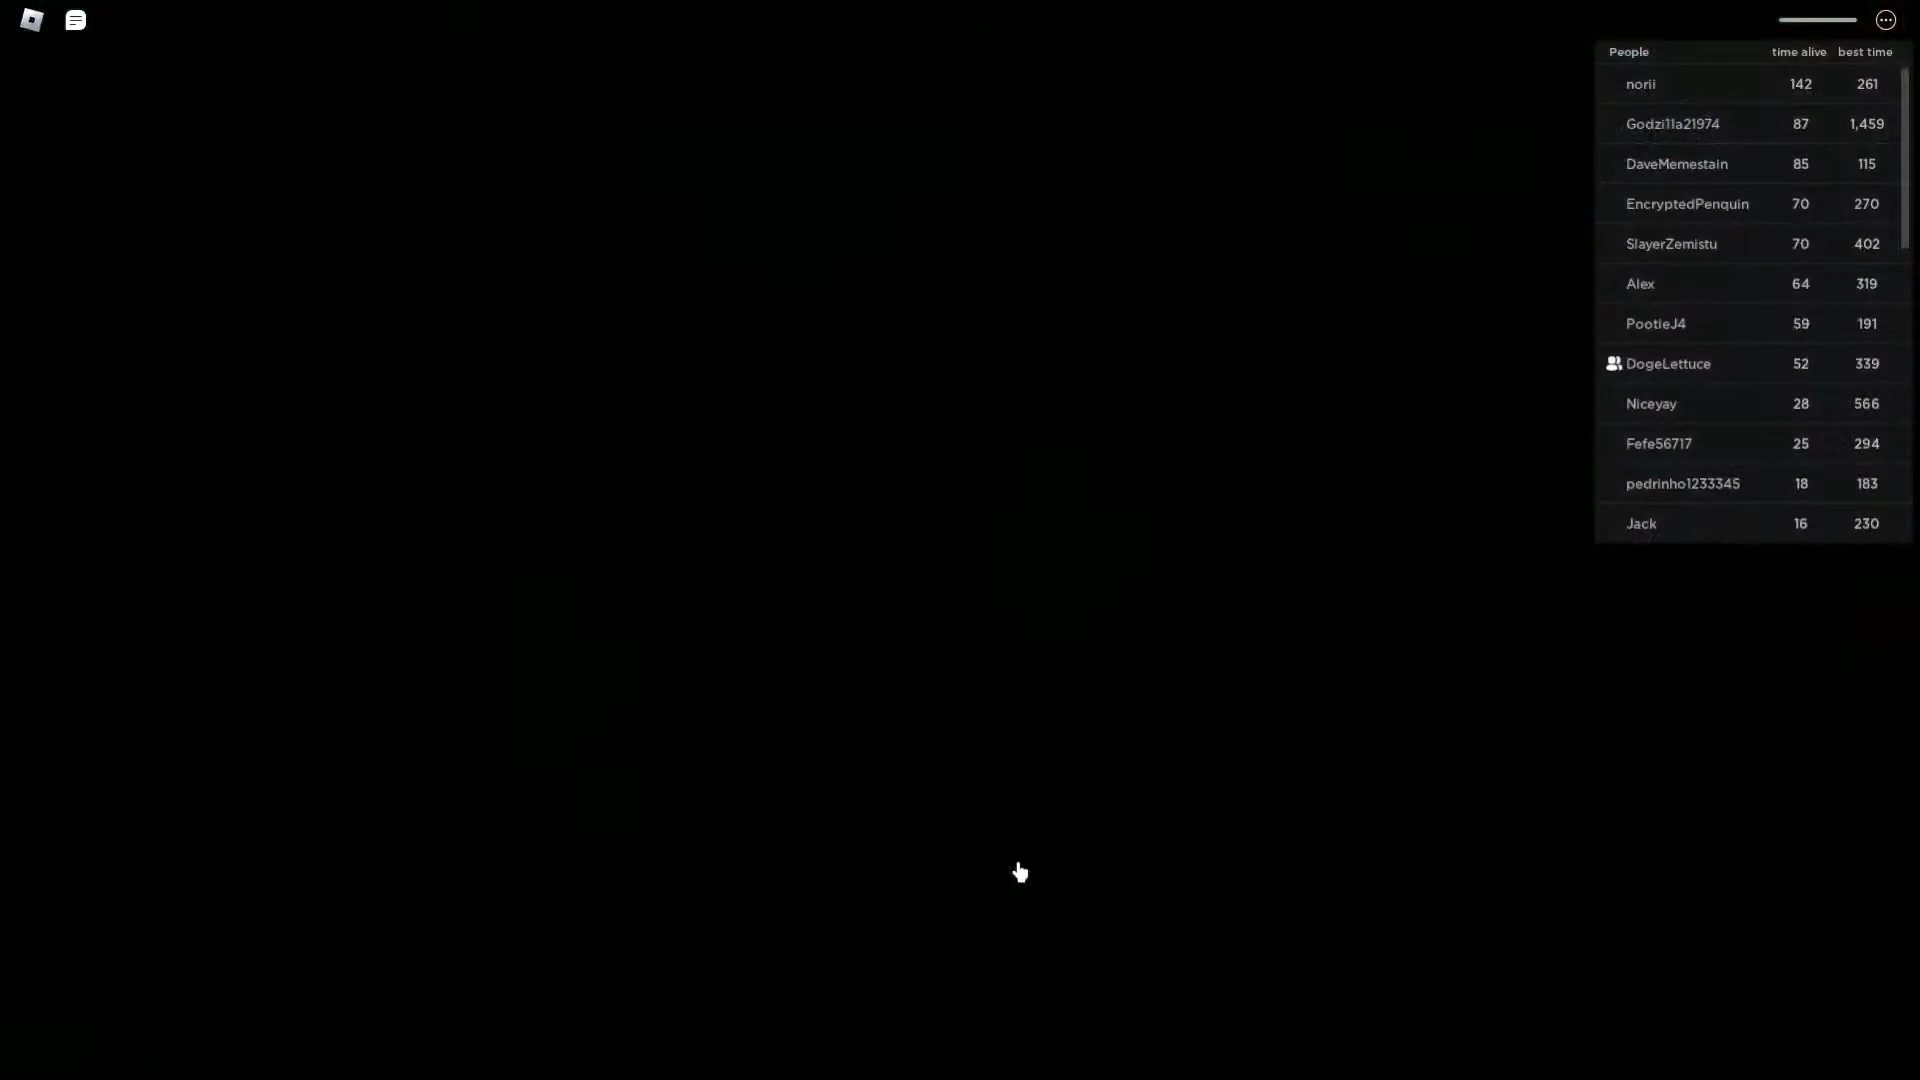 People time alive best time
norii 142 261
Godzi11a21974 87 1,459
DaveMemestain 85 115
EncryptedPenquin 70 270
SlayerZemistu 70 402
Alex 64 319
PootieJ4 59 191
DogeLettuce 52 339
Niceyay 28 566
Fefe56717 25 294
pedrinho1233345 18 183
Jack 16 230